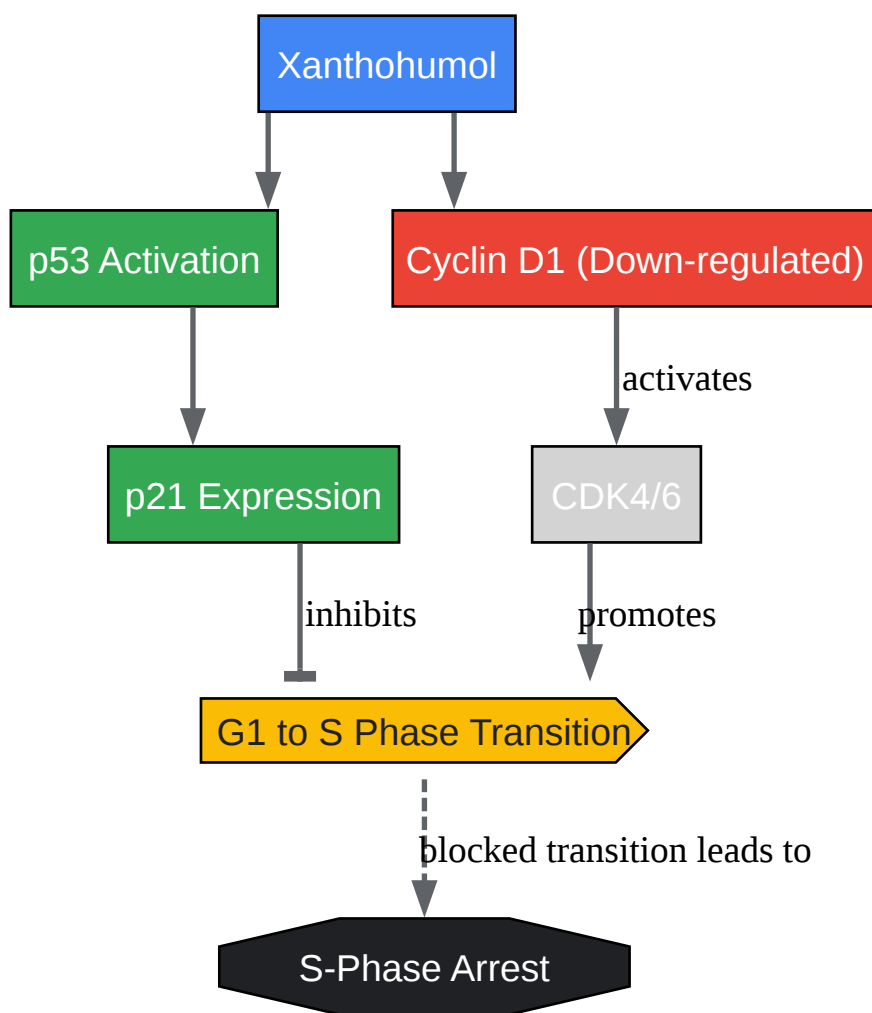 Xanthohumol
p53 Activation
Cyclin D1 (Down-regulated)
activates
p21 Expression
CDK4/6
inhibits
promotes
G1 to S Phase Transition
blocked transition leads to
S-Phase Arrest